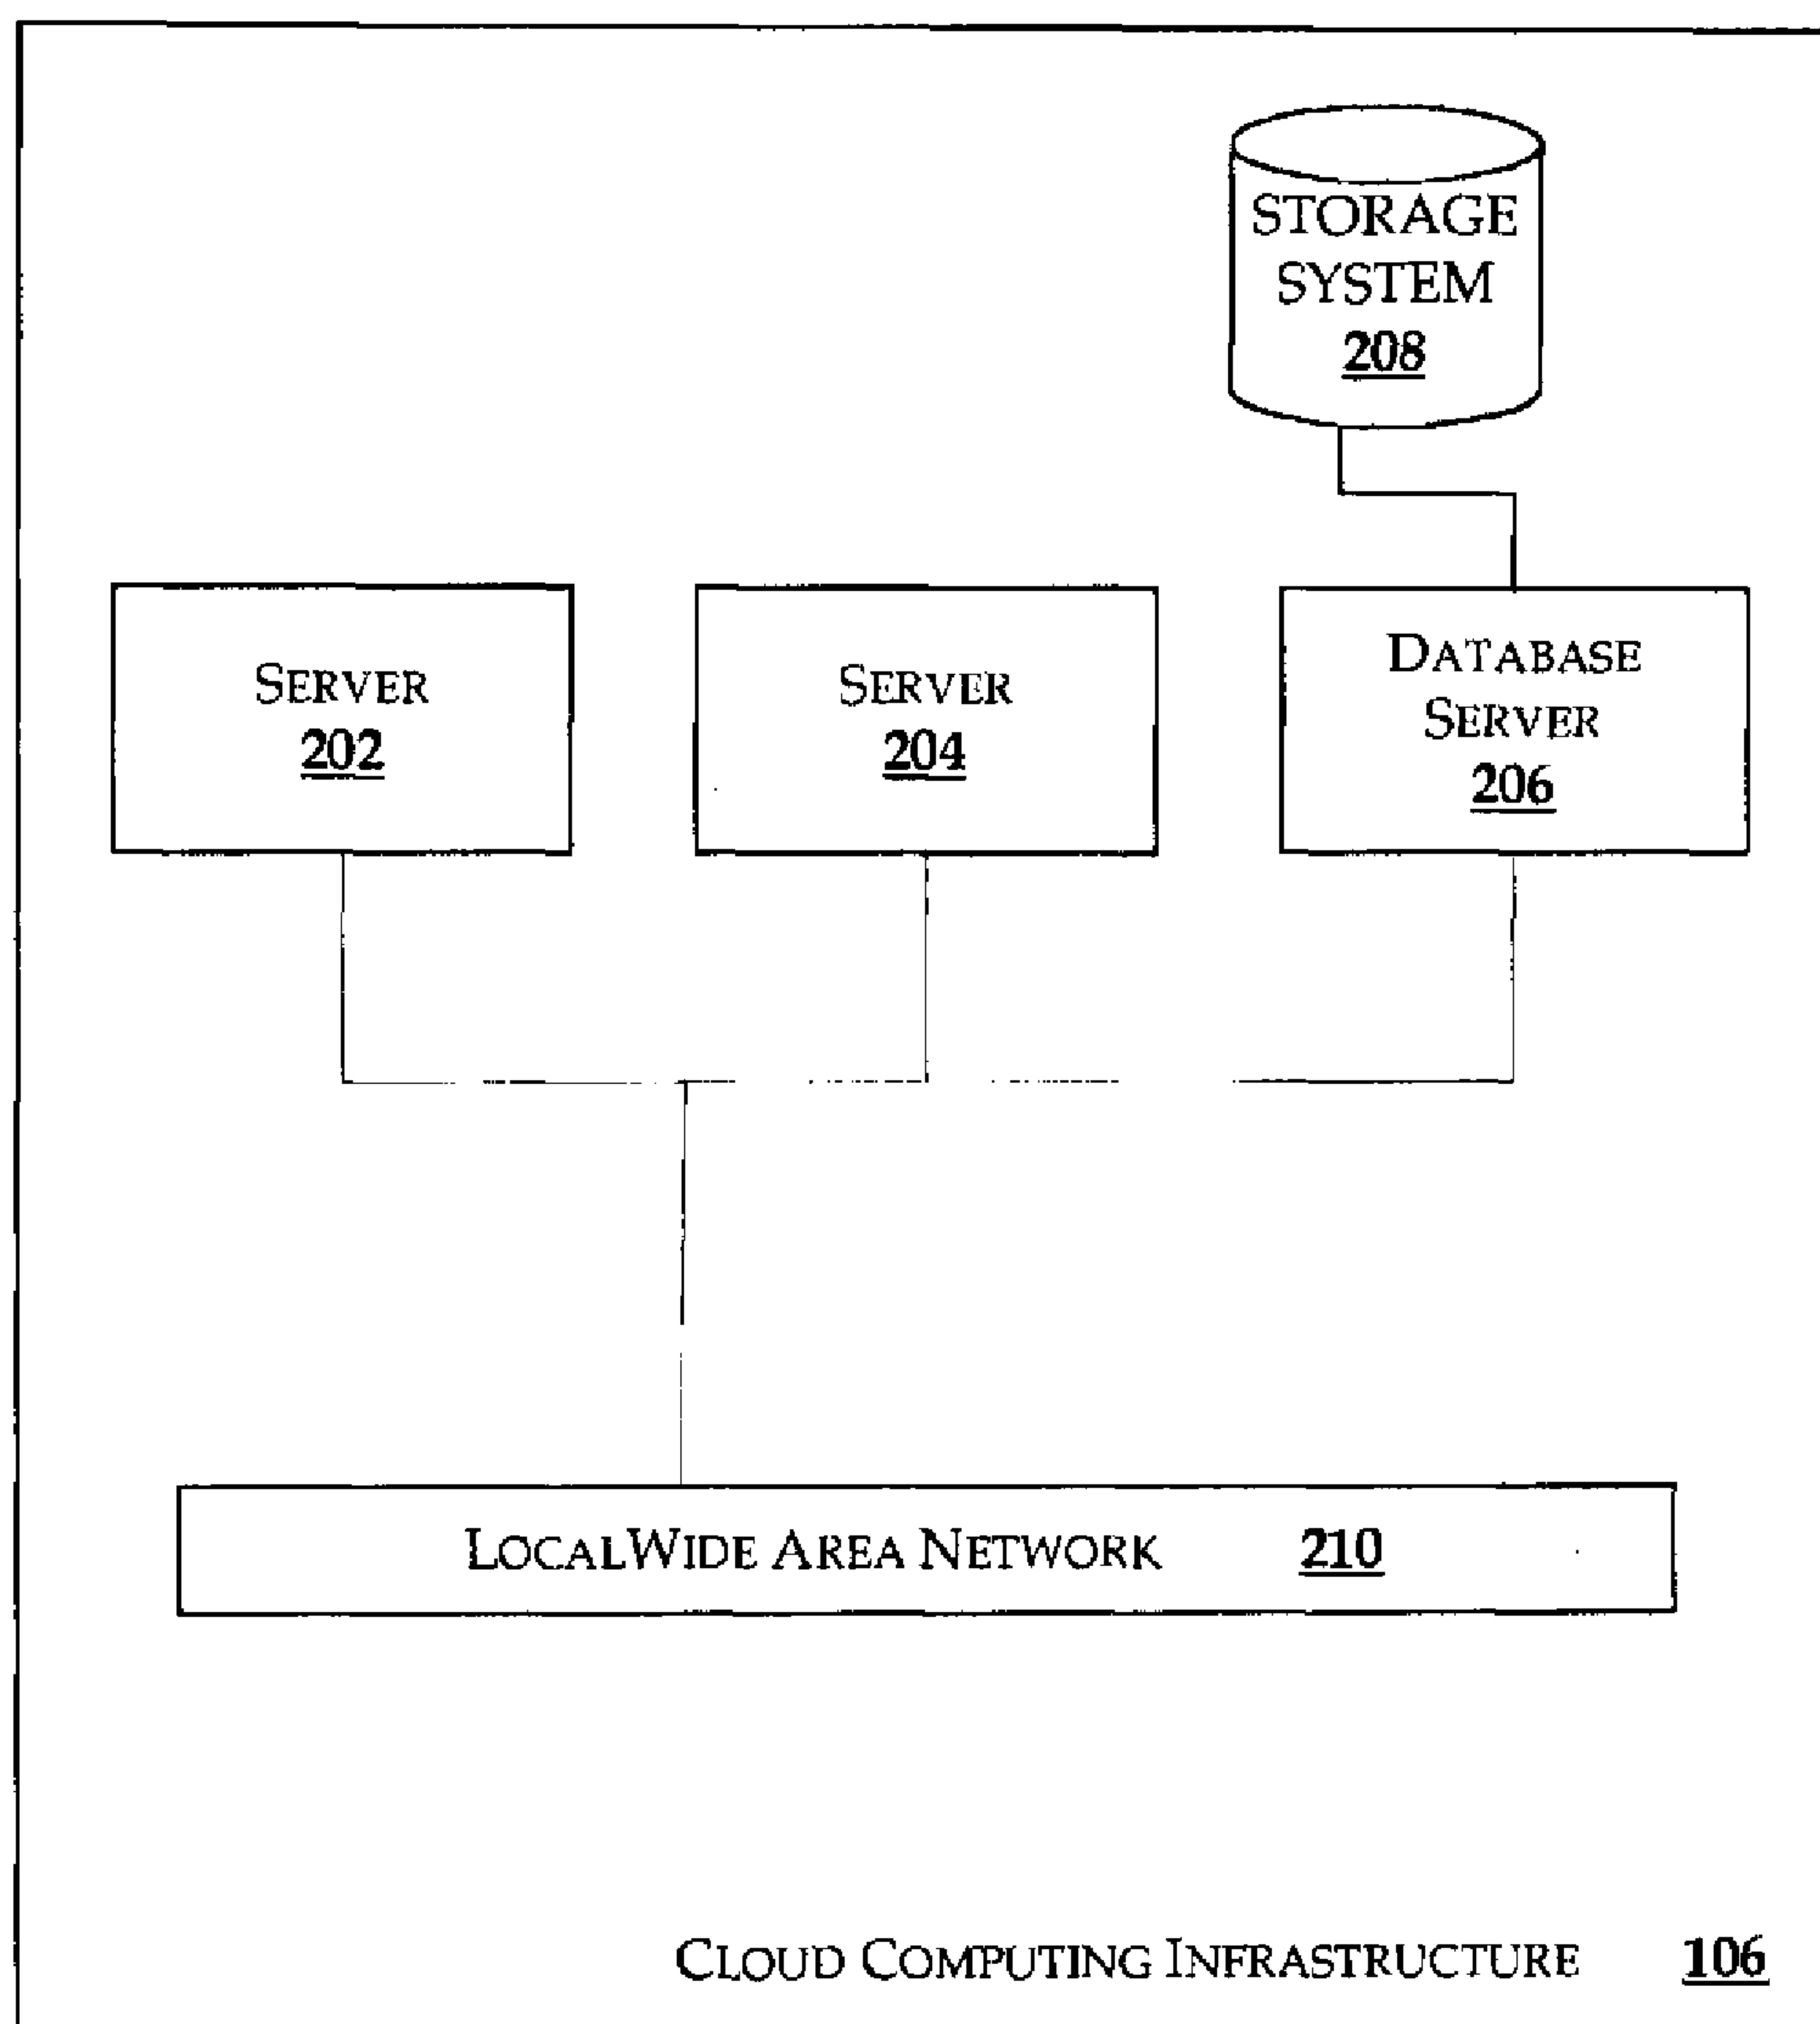 STORAGE
SYSTEM
208
SERVER
202
SERVER
204
DATABASE
SERVER
206
LOCALWIDE AREA NETWORK 210
CLOUD COMPUTING INFRASTRUCTURE 106